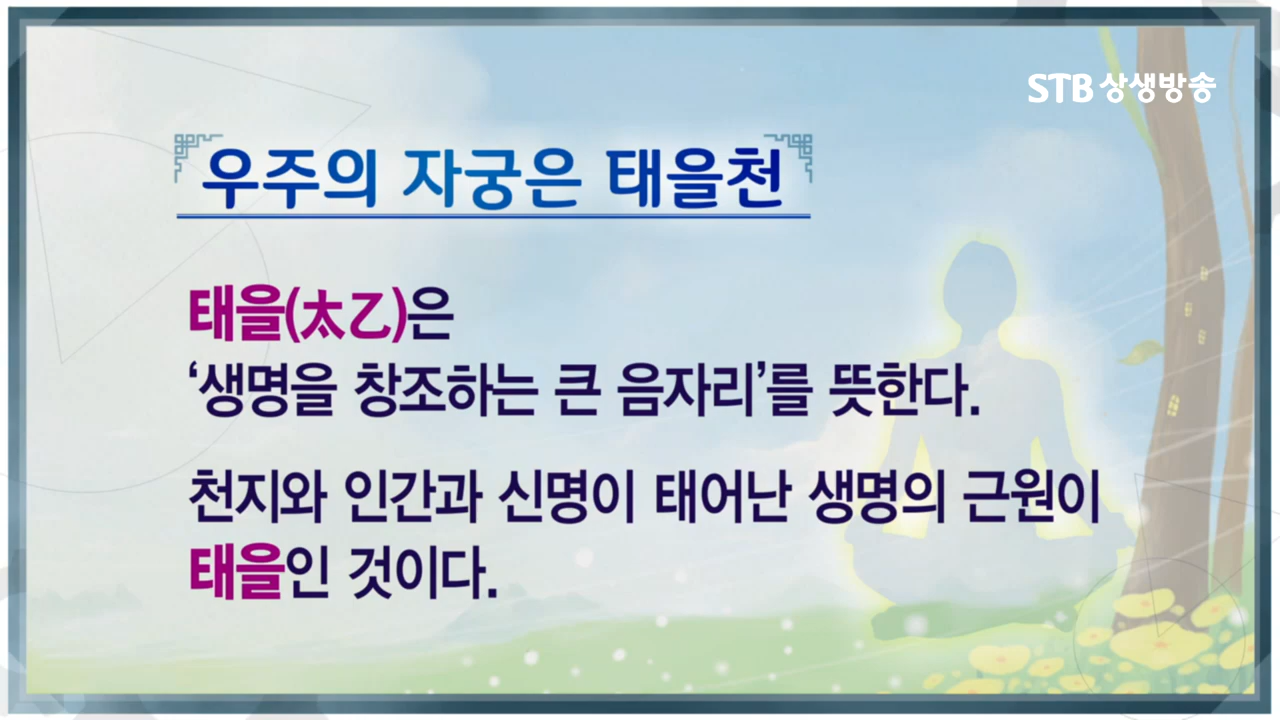 STB 상생방송
우주의 자궁은 태을천
태을(太乙)은
‘생명을 창조하는 큰 음자리’를 뜻한다.
천지와 인간과 신명이 태어난 생명의 근원이
태을인 것이다.